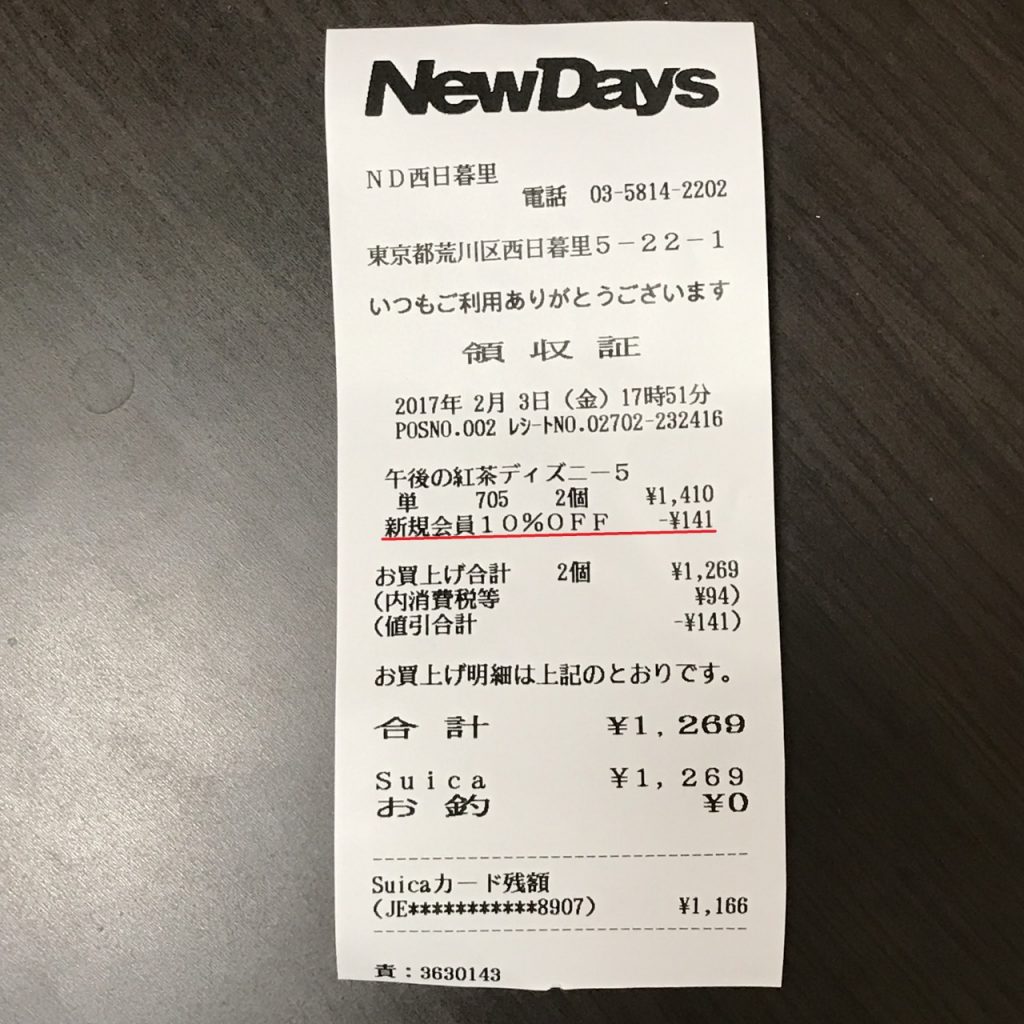 NewDays
ND西日暮里
電話 03-5814-2202
東京都荒川区西日暮里5-22-1
いつもご利用ありがとうございます
領収証
2017年 2月 3日(金)17時51分
POSNO.002 レシートNO.02702-232416
午後の紅茶ディズニー5
単 705 2個 ¥1,410
新規会員10%OFF -¥141
お買上げ合計 2個 ¥1,269
(内消費税等 ¥94)
(値引合計 -¥141)
お買上げ明細は上記のとおりです。
合計 ¥1,269
Suica ¥1,269
お釣 ¥0
Suicaカード残額
(JE***********8907) ¥1,166
責:3630143